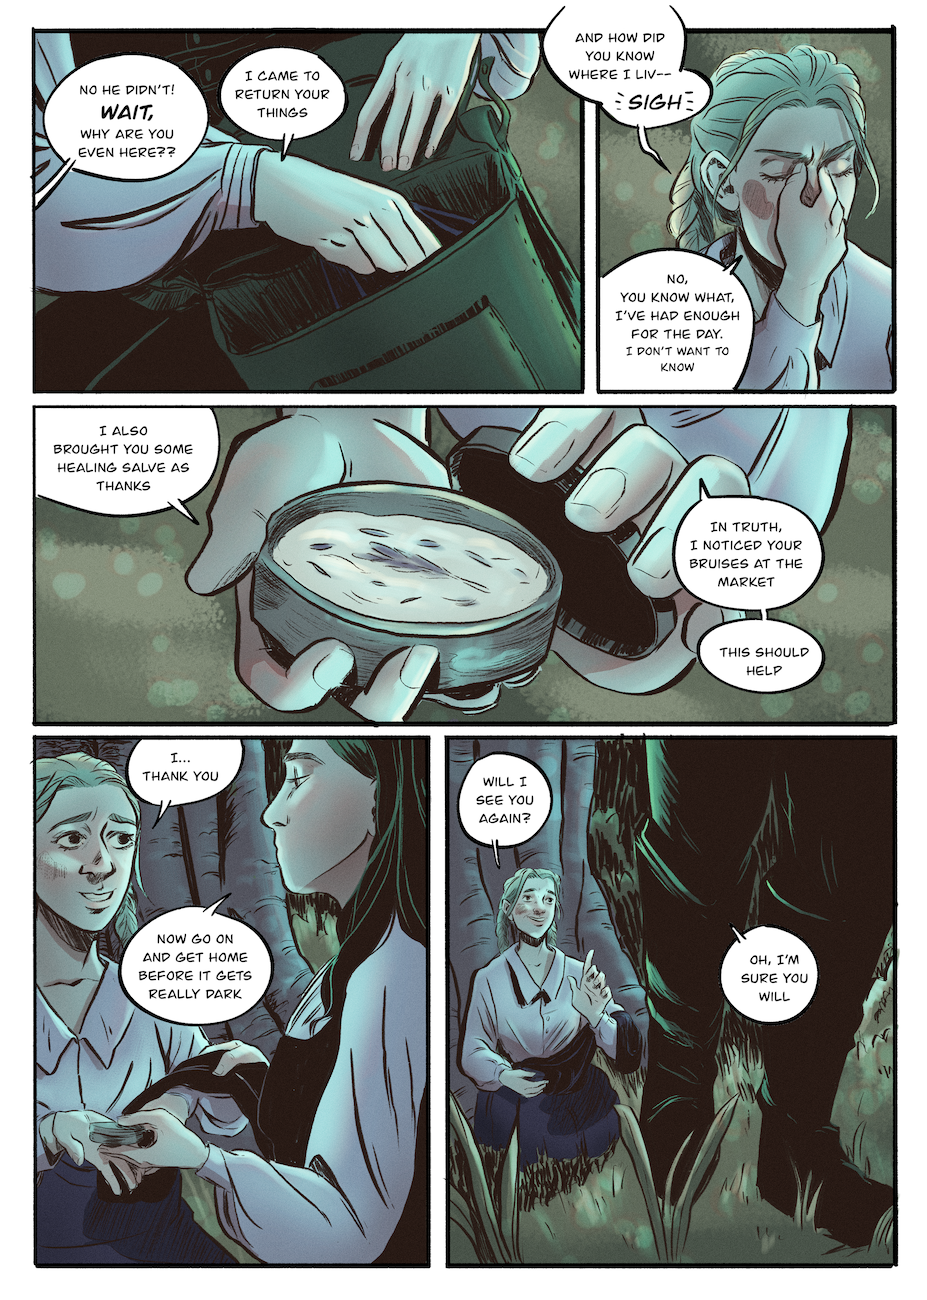 NO HE DIDN'T!
WAIT,
WHY ARE YOU
EVEN HERE??
I CAME TO
RETURN YOUR
THINGS
AND HOW DID
YOU KNOW
WHERE I LIV--
SIGH
NO,
YOU KNOW WHAT,
I'VE HAD ENOUGH
FOR THE DAY.
I DON'T WANT TO
KNOW
I ALSO
BROUGHT YOU SOME
HEALING SALVE AS
THANKS
IN TRUTH,
I NOTICED YOUR
BRUISES AT THE
MARKET
THIS SHOULD
HELP
I...
THANK YOU
NOW GO ON
AND GET HOME
BEFORE IT GETS
REALLY DARK
WILL I
SEE YOU
AGAIN?
OH, I'M
SURE YOU
WILL